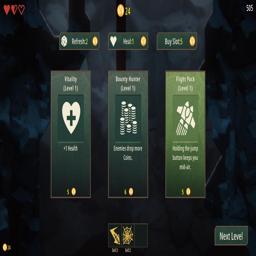 24
505
Refresh:2
Heal:1
Buy Slot:5
Vitality
(Level 1)
+1 Health
5
Bounty Hunter
(Level 1)
Enemies drop more
Coins.
6
Flight Pack
(Level 1)
Holding the jump
button keeps you
mid-air.
5
Next Level
24